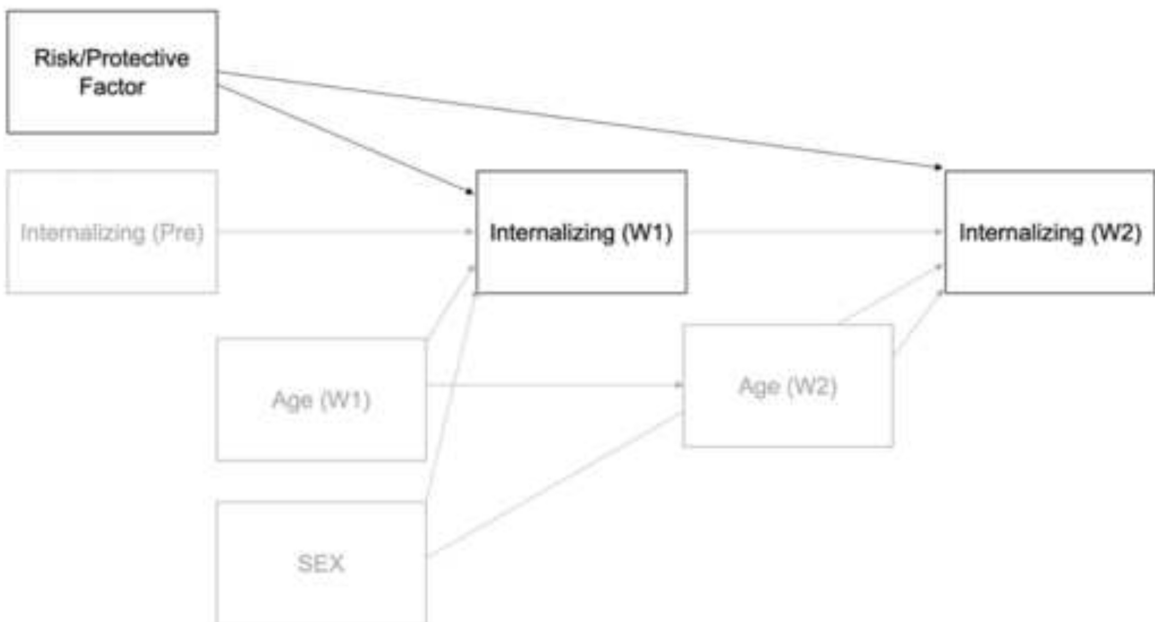 Risk/Protective
Factor
Internalizing (Pre)
Internalizing (W1)
Internalizing (W2)
Age (W1)
Age (W2)
SEX